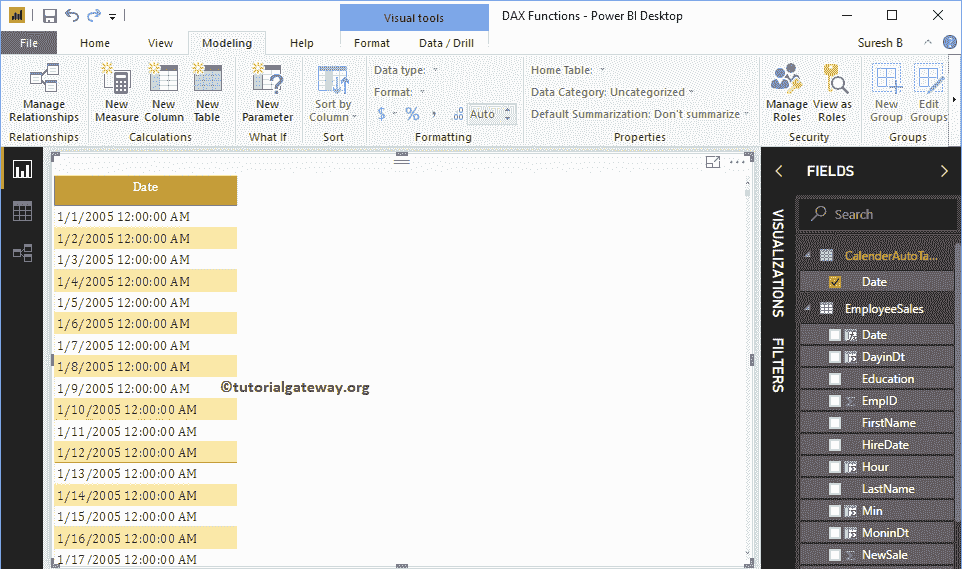 Visual tools
DAX Functions - Power BI Desktop
File Home View Modeling Help Format Data / Drill Suresh B
Manage Relationships
New Measure
New Column
New Table
New Parameter
Sort by Column
Data type:
Format:
$ % , .00 Auto
Home Table:
Data Category: Uncategorized
Default Summarization: Don't summarize
Manage Roles
View as Roles
New Group
Edit Groups
Relationships Calculations What If Sort Formatting Properties Security Groups
Date
1/1/2005 12:00:00 AM
1/2/2005 12:00:00 AM
1/3/2005 12:00:00 AM
1/4/2005 12:00:00 AM
1/5/2005 12:00:00 AM
1/6/2005 12:00:00 AM
1/7/2005 12:00:00 AM
1/8/2005 12:00:00 AM
1/9/2005 12:00:00 AM
1/10/2005 12:00:00 AM
1/11/2005 12:00:00 AM
1/12/2005 12:00:00 AM
1/13/2005 12:00:00 AM
1/14/2005 12:00:00 AM
1/15/2005 12:00:00 AM
1/16/2005 12:00:00 AM
1/17/2005 12:00:00 AM
©tutorialgateway.org
VISUALIZATIONS
FILTERS
FIELDS
Search
CalenderAutoTa...
Date
EmployeeSales
Date
DayinDt
Education
EmpID
FirstName
HireDate
Hour
LastName
Min
MoninDt
NewSale